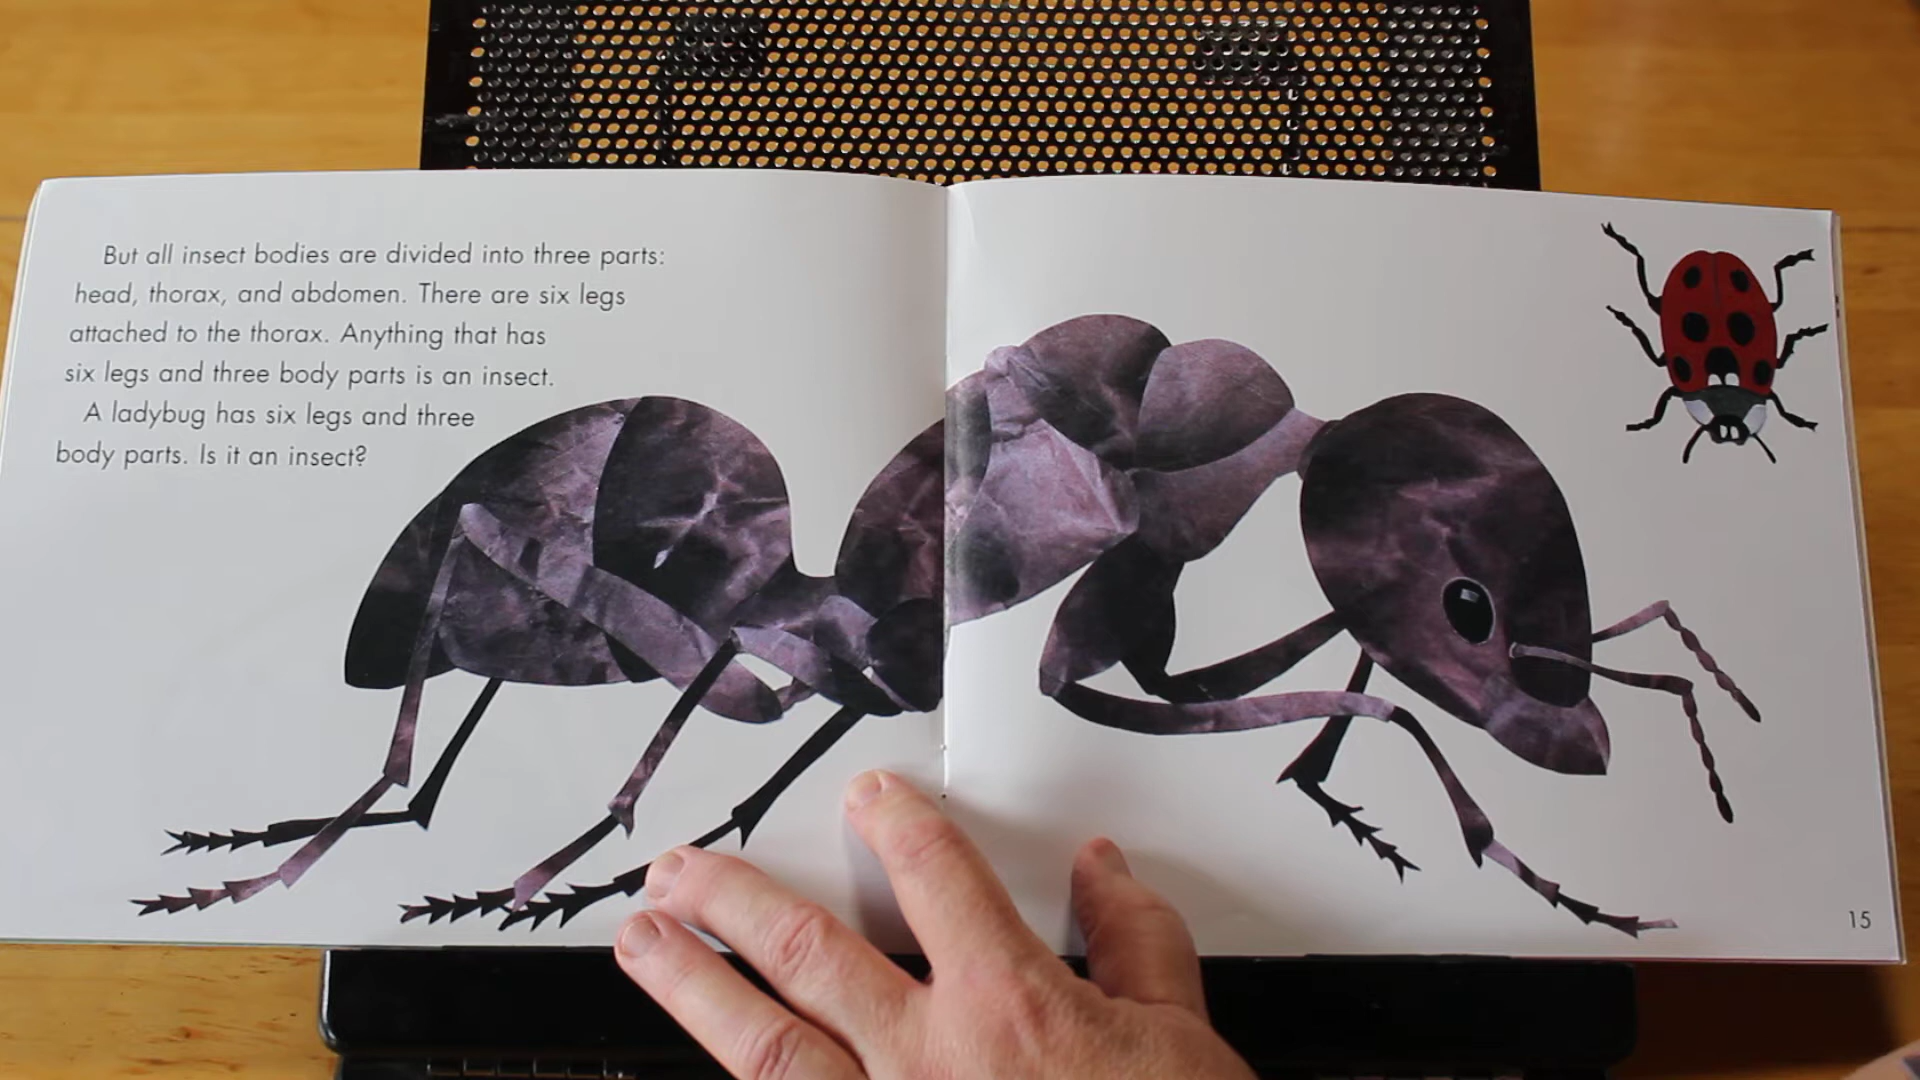 But all insect bodies are divided into three parts:
head, thorax, and abdomen. There are six legs
attached to the thorax. Anything that has
six legs and three body parts is an insect.
A ladybug has six legs and three
body parts. Is it an insect?
15